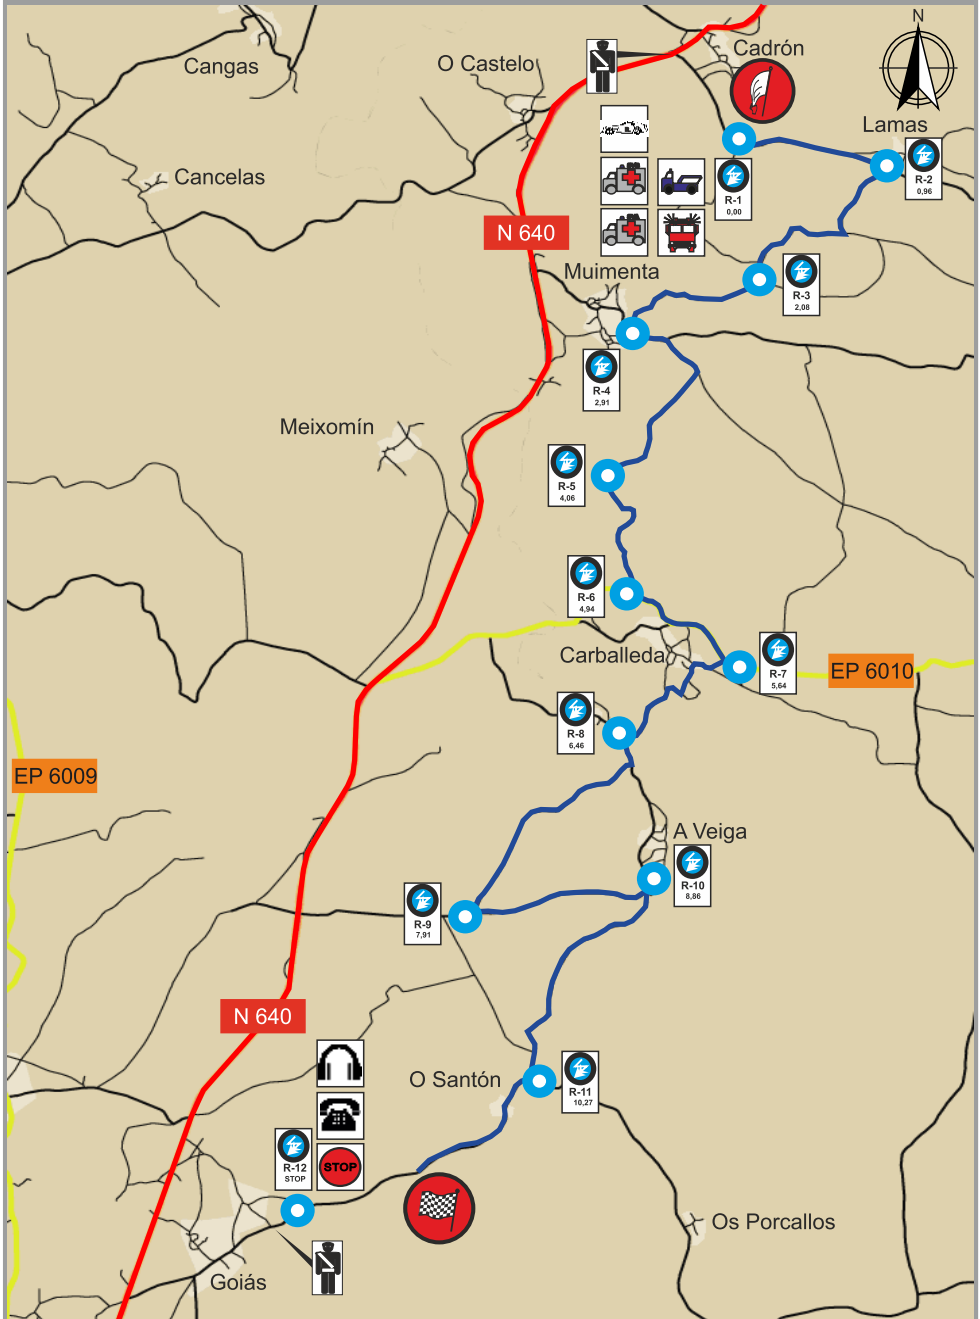 N
Cadrón
Cangas
O Castelo
Lamas
R-2
0,96
Cancelas
R-1
0,00
N 640
Muimenta
R-3
2,08
R-4
2,91
Meixomín
R-5
4,06
R-6
4,94
Carballeda
R-7
5,64
EP 6010
R-8
6,46
EP 6009
A Veiga
R-10
8,86
R-9
7,91
N 640
O Santón
R-11
10,27
R-12
STOP
STOP
Os Porcallos
Goiás